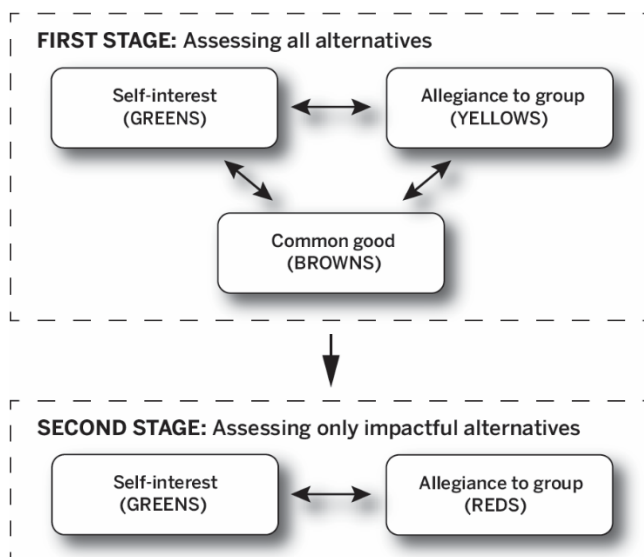 FIRST STAGE: Assessing all alternatives
Self-interest
(GREENS)
Allegiance to group
(YELLOWS)
Common good
(BROWNS)
SECOND STAGE: Assessing only impactful alternatives
Self-interest
(GREENS)
Allegiance to group
(REDS)